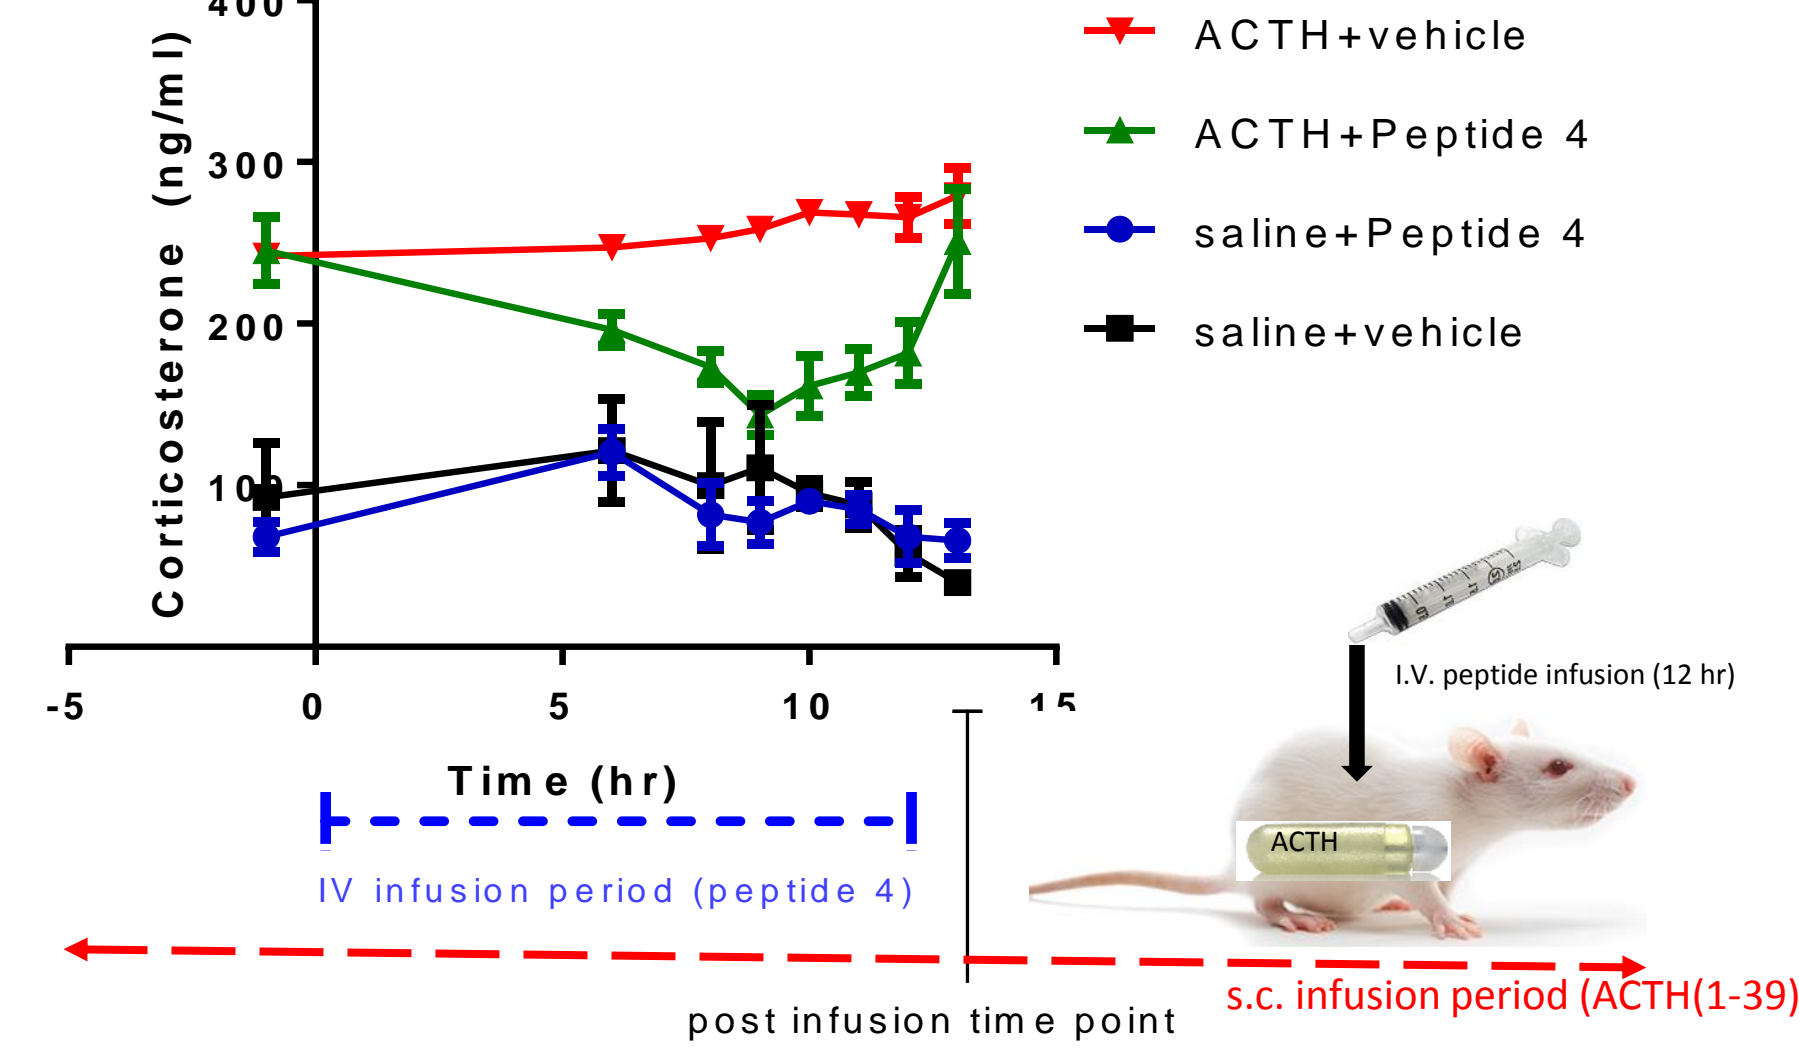 400
Corticosterone (ng/ml)
300
200
100
-5 0 5 10 15
Time (hr)
ACTH+vehicle
ACTH+Peptide 4
saline+Peptide 4
saline+vehicle
I.V. peptide infusion (12 hr)
ACTH
IV infusion period (peptide 4)
s.c. infusion period (ACTH(1-39)
post infusion time point